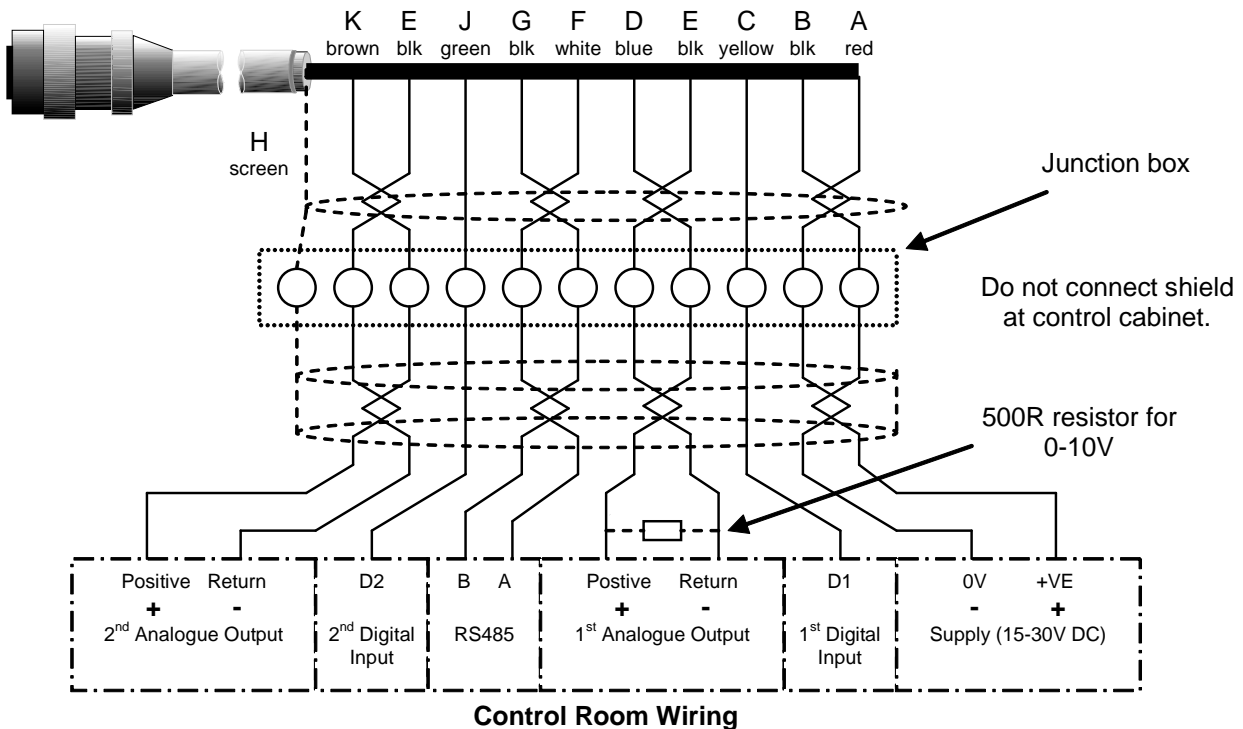 K E J G F D E C B A
brown blk green blk white blue blk yellow blk red
H
screen
Junction box
Do not connect shield
at control cabinet.
500R resistor for
0-10V
Positive Return
+ -
2nd Analogue Output
D2
2nd Digital
Input
B A
RS485
Postive Return
+ -
1st Analogue Output
D1
1st Digital
Input
0V +VE
- +
Supply (15-30V DC)
Control Room Wiring